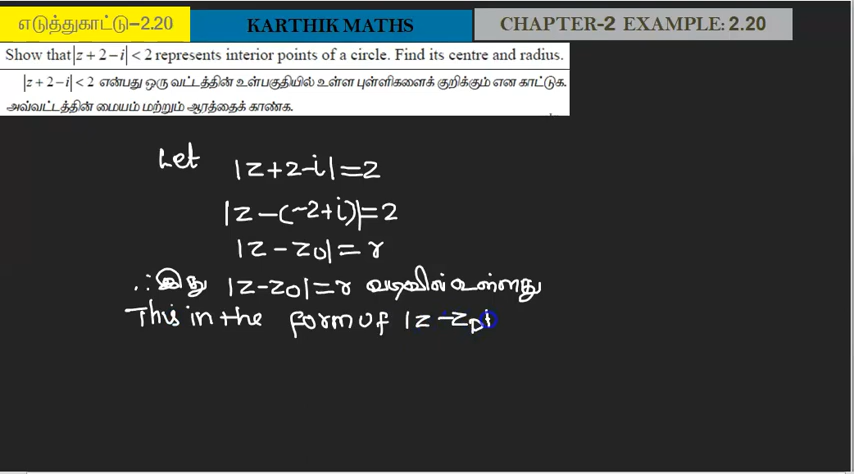 எடுத்துகாட்டு-2.20 KARTHIK MATHS CHAPTER-2 EXAMPLE: 2.20
Show that |z + 2 − i| < 2 represents interior points of a circle. Find its centre and radius.
|z + 2 − i| < 2 என்பது ஒரு வட்டத்தின் உள்பகுதியில் உள்ள புள்ளிகளைக் குறிக்கும் என காட்டுக.
அவ்வட்டத்தின் மையம் மற்றும் ஆரத்தைக் காண்க.
Let |z+2-i|=2
|z-(-2+i)|=2
|z-z0|=r
∴ இது |z-z0|=r வடிவில் உள்ளது
This in the form of |z-z0